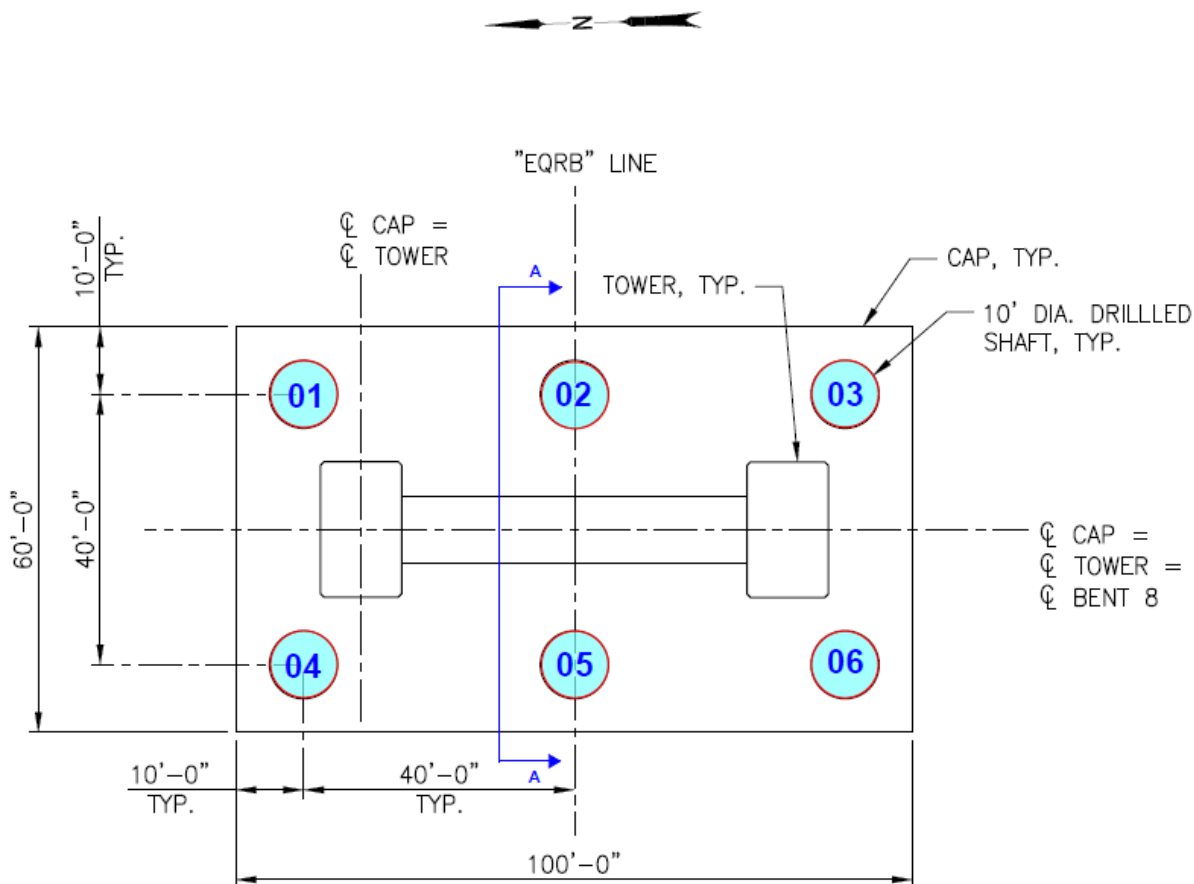 N
"EQRB" LINE
℄ CAP =
℄ TOWER
10'-0"
TYP.
A
TOWER, TYP.
CAP, TYP.
10' DIA. DRILLLED
SHAFT, TYP.
01
02
03
60'-0"
40'-0"
℄ CAP =
℄ TOWER =
℄ BENT 8
04
05
06
10'-0"
TYP.
40'-0"
TYP.
A
100'-0"